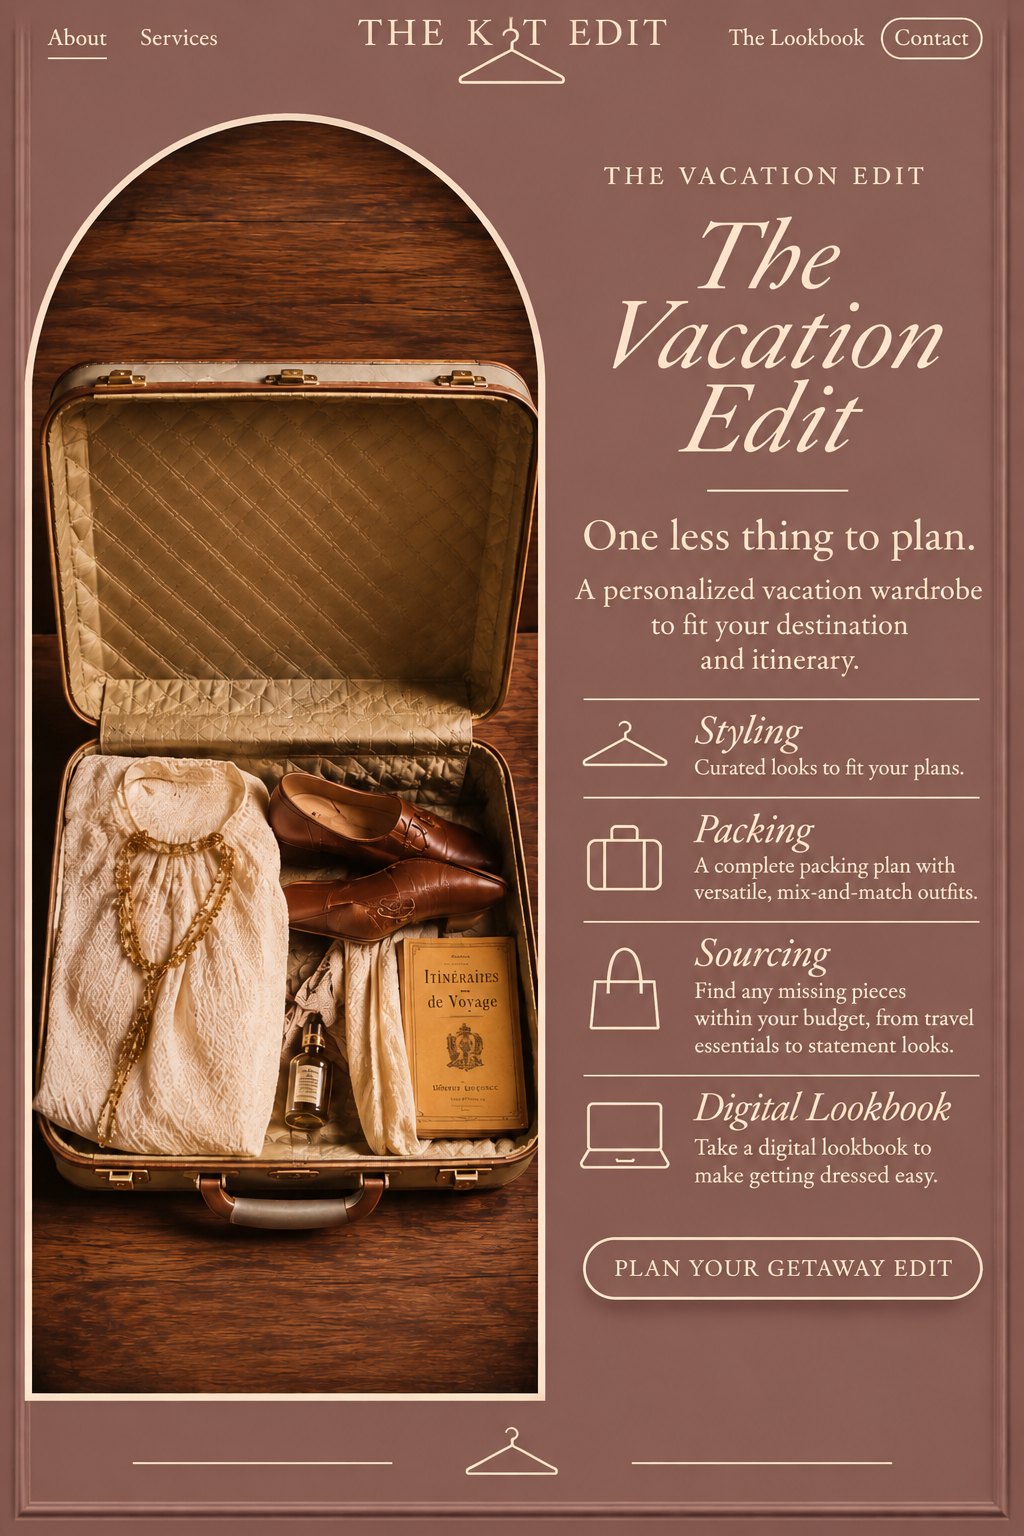 About
Services
THE KIT EDIT
The Lookbook
Contact
THE VACATION EDIT
The
Vacation
Edit
One less thing to plan.
A personalized vacation wardrobe
to fit your destination
and itinerary.
Styling
Curated looks to fit your plans.
Packing
A complete packing plan with
versatile, mix-and-match outfits.
Sourcing
Find any missing pieces
within your budget, from travel
essentials to statement looks.
Digital Lookbook
Take a digital lookbook to
make getting dressed easy.
PLAN YOUR GETAWAY EDIT
ITINÉRAIRES
de Voyage